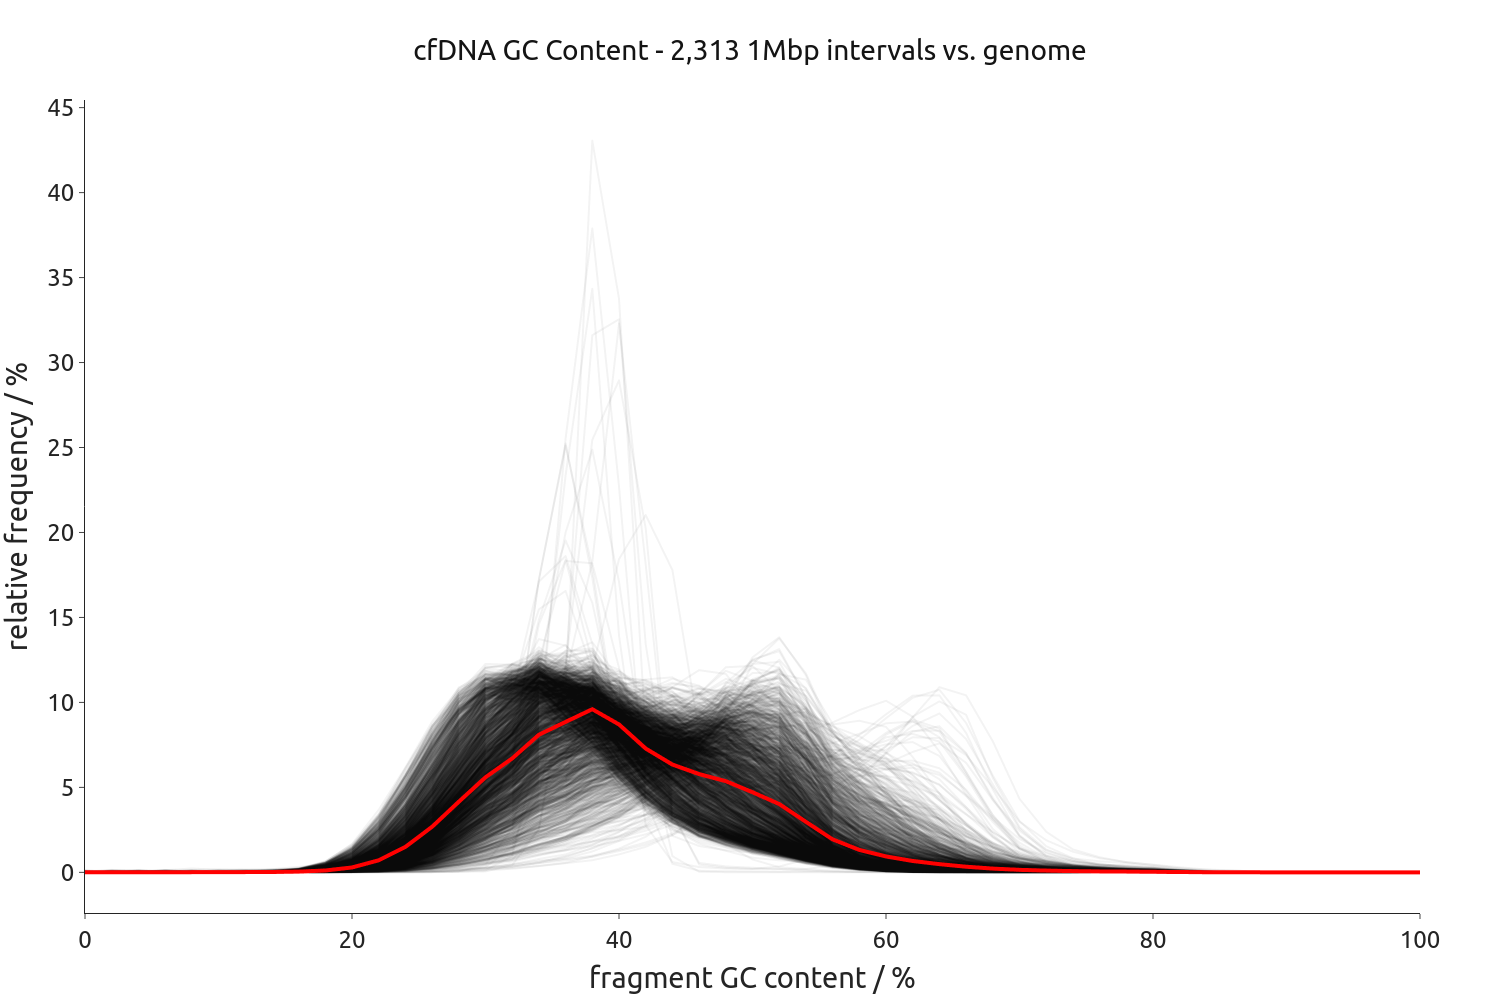 cfDNA GC Content - 2,313 1Mbp intervals vs. genome
45
40
35
30
25
20
15
10
5
0
relative frequency / %
0 20 40 60 80 100
fragment GC content / %